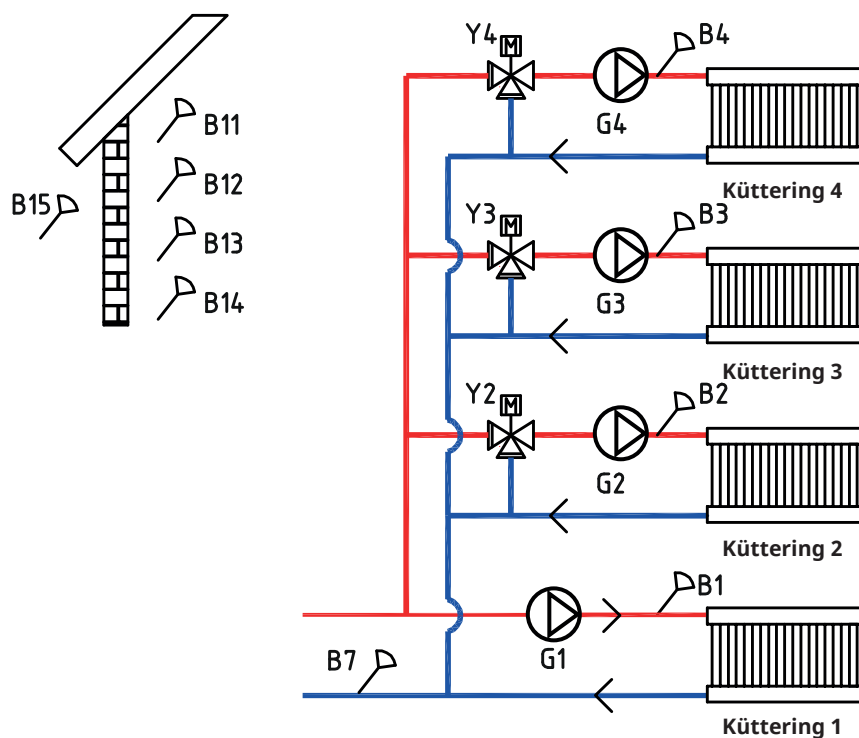 Y4
M
B4
G4
Küttering 4
B11
B12
B15
B13
B14
Y3
M
B3
G3
Küttering 3
Y2
M
B2
G2
Küttering 2
B1
G1
B7
Küttering 1